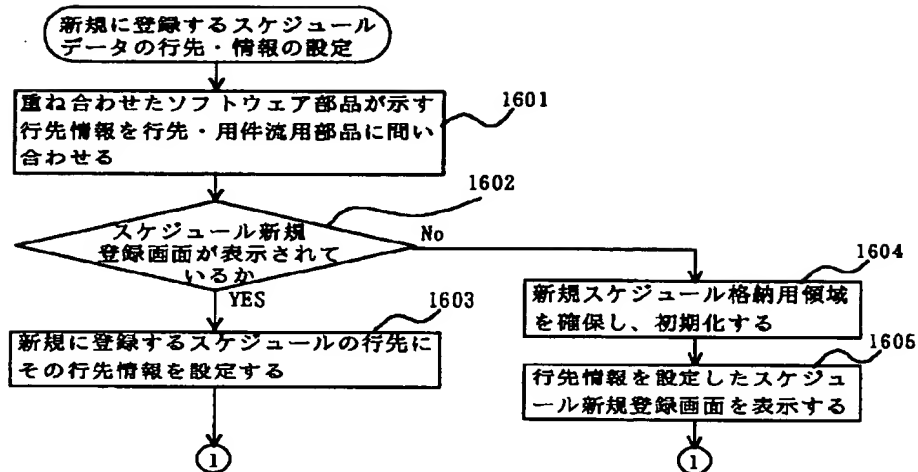 新規に登録するスケジュール
データの行先・情報の設定
重ね合わせたソフトウェア部品が示す
行先情報を行先・用件流用部品に問い
合わせる
1601
スケジュール新規
登録画面が表示されて
いるか
1602
No
YES
新規に登録するスケジュールの行先に
その行先情報を設定する
1603
新規スケジュール格納用領域
を確保し、初期化する
1604
行先情報を設定したスケジュ
ール新規登録画面を表示する
1605
1
1